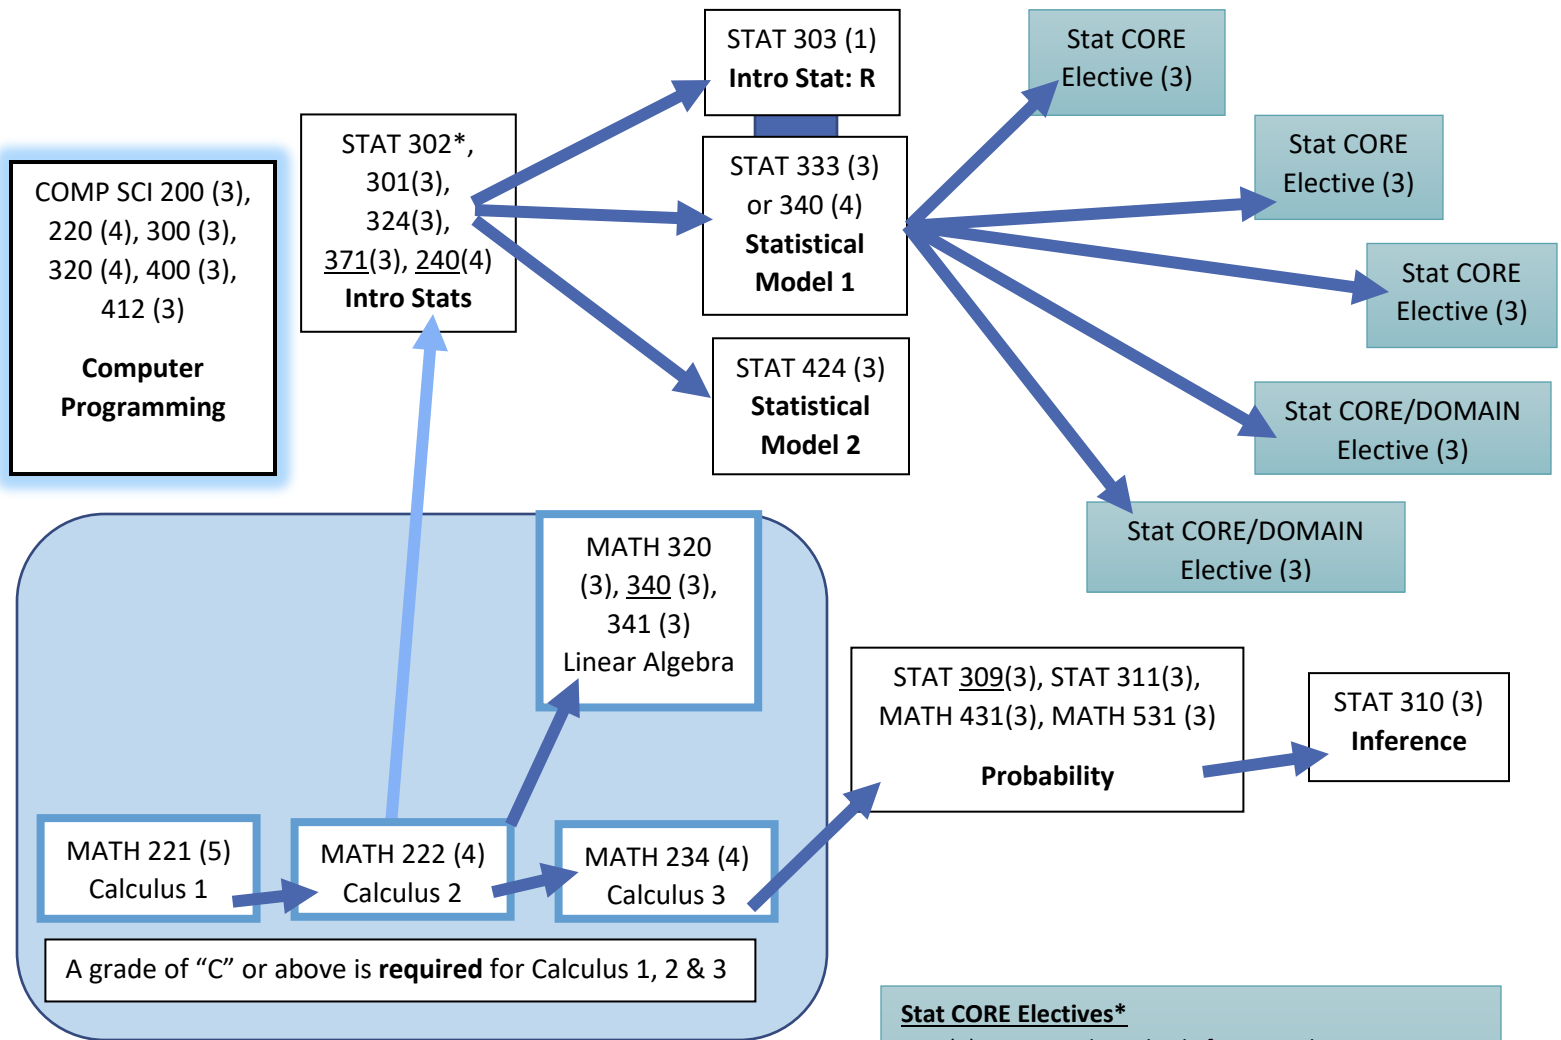 STAT 303 (1)
Intro Stat: R
Stat CORE
Elective (3)
STAT 302*,
301(3),
324(3),
371(3), 240(4)
Intro Stats
COMP SCI 200 (3),
220 (4), 300 (3),
320 (4), 400 (3),
412 (3)
Computer
Programming
STAT 333 (3)
or 340 (4)
Statistical
Model 1
Stat CORE
Elective (3)
Stat CORE
Elective (3)
STAT 424 (3)
Statistical
Model 2
Stat CORE/DOMAIN
Elective (3)
Stat CORE/DOMAIN
Elective (3)
MATH 320
(3), 340 (3),
341 (3)
Linear Algebra
STAT 309(3), STAT 311(3),
MATH 431(3), MATH 531 (3)
Probability
STAT 310 (3)
Inference
MATH 221 (5)
Calculus 1
MATH 222 (4)
Calculus 2
MATH 234 (4)
Calculus 3
A grade of “C” or above is required for Calculus 1, 2 & 3
Stat CORE Electives*